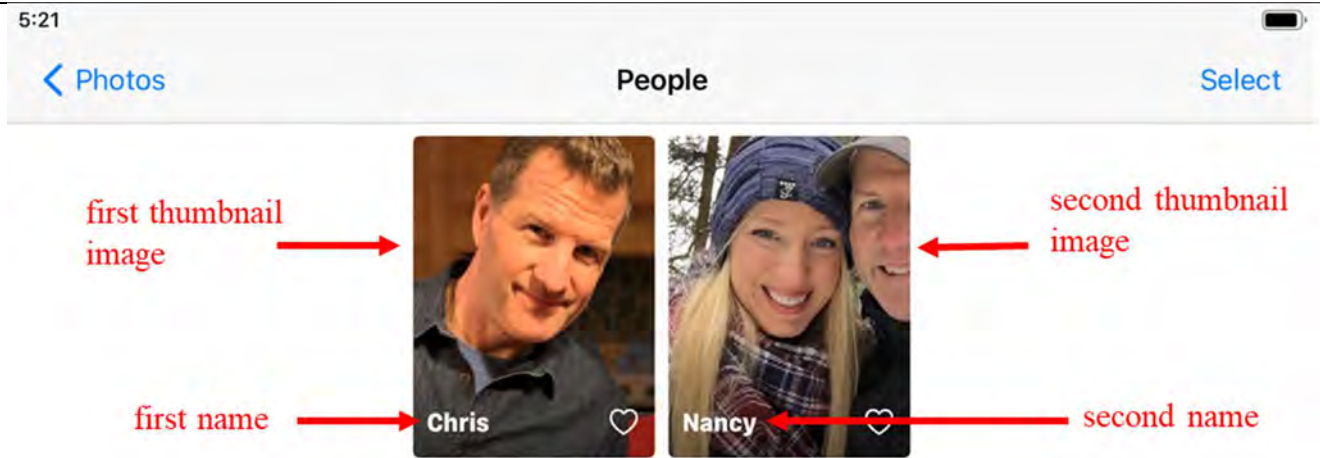 5:21
Photos
People
Select
first thumbnail
image
second thumbnail
image
first name
Chris
Nancy
second name